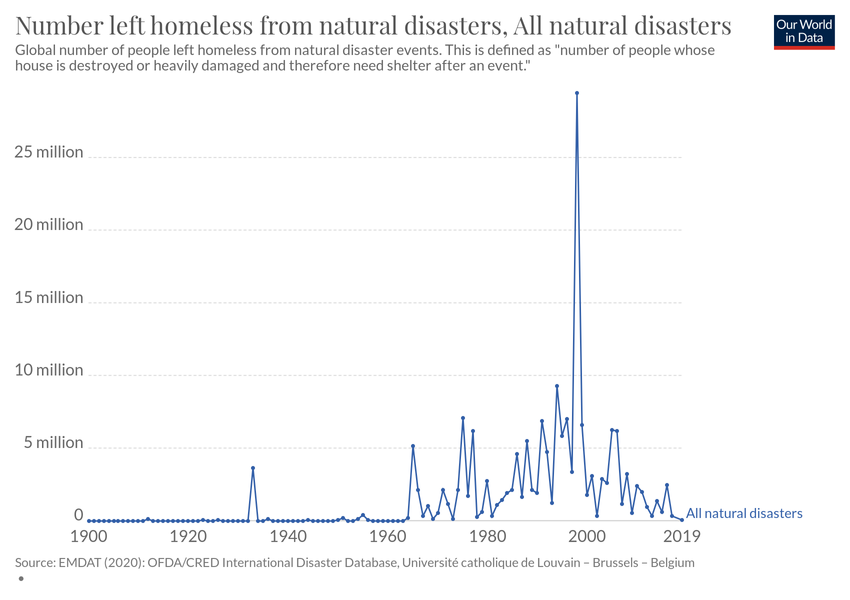 Number left homeless from natural disasters, All natural disasters
Our World
in Data
Global number of people left homeless from natural disaster events. This is defined as "number of people whose
house is destroyed or heavily damaged and therefore need shelter after an event."
25 million
20 million
15 million
10 million
5 million
0
All natural disasters
1900
1920
1940
1960
1980
2000
2019
Source: EMDAT (2020): OFDA/CRED International Disaster Database, Université catholique de Louvain – Brussels – Belgium
•